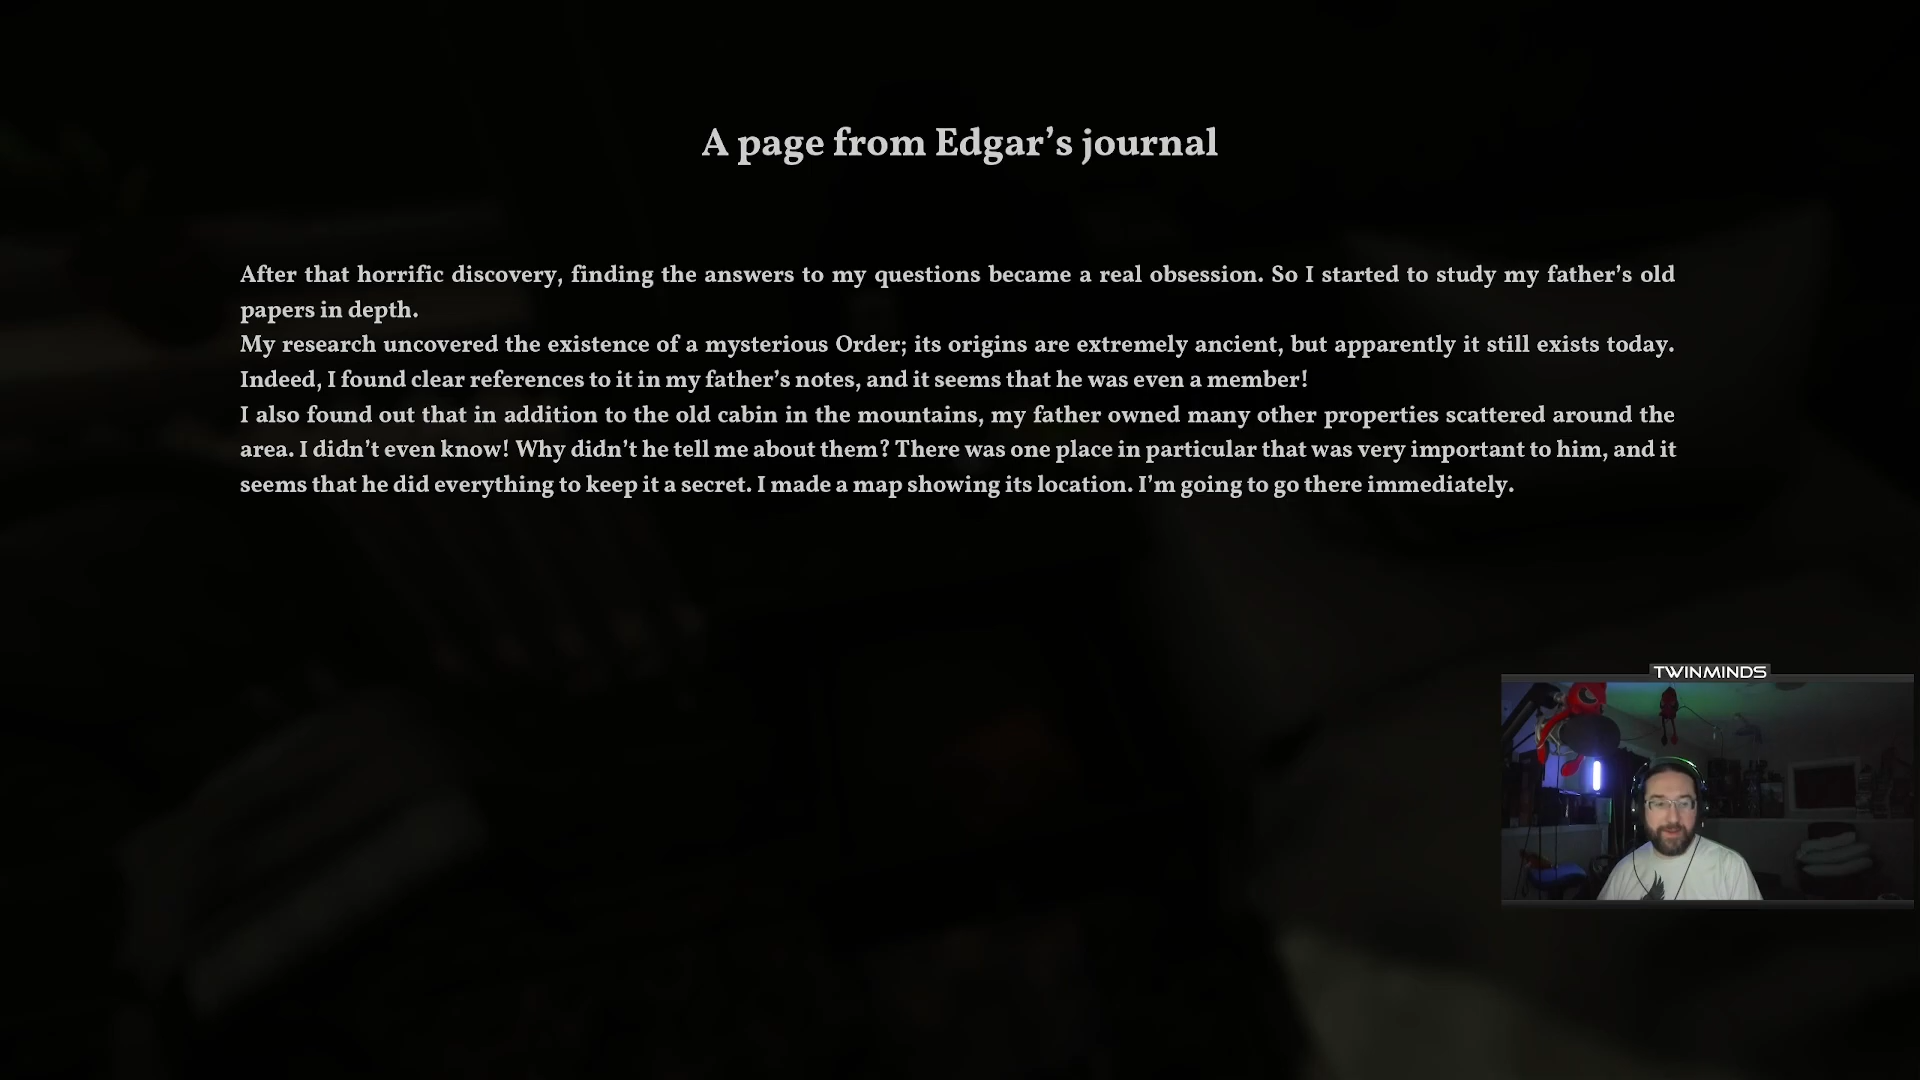 A page from Edgar’s journal
After that horrific discovery, finding the answers to my questions became a real obsession. So I started to study my father’s old
papers in depth.
My research uncovered the existence of a mysterious Order; its origins are extremely ancient, but apparently it still exists today.
Indeed, I found clear references to it in my father’s notes, and it seems that he was even a member!
I also found out that in addition to the old cabin in the mountains, my father owned many other properties scattered around the
area. I didn’t even know! Why didn’t he tell me about them? There was one place in particular that was very important to him, and it
seems that he did everything to keep it a secret. I made a map showing its location. I’m going to go there immediately.
TWINMINDS